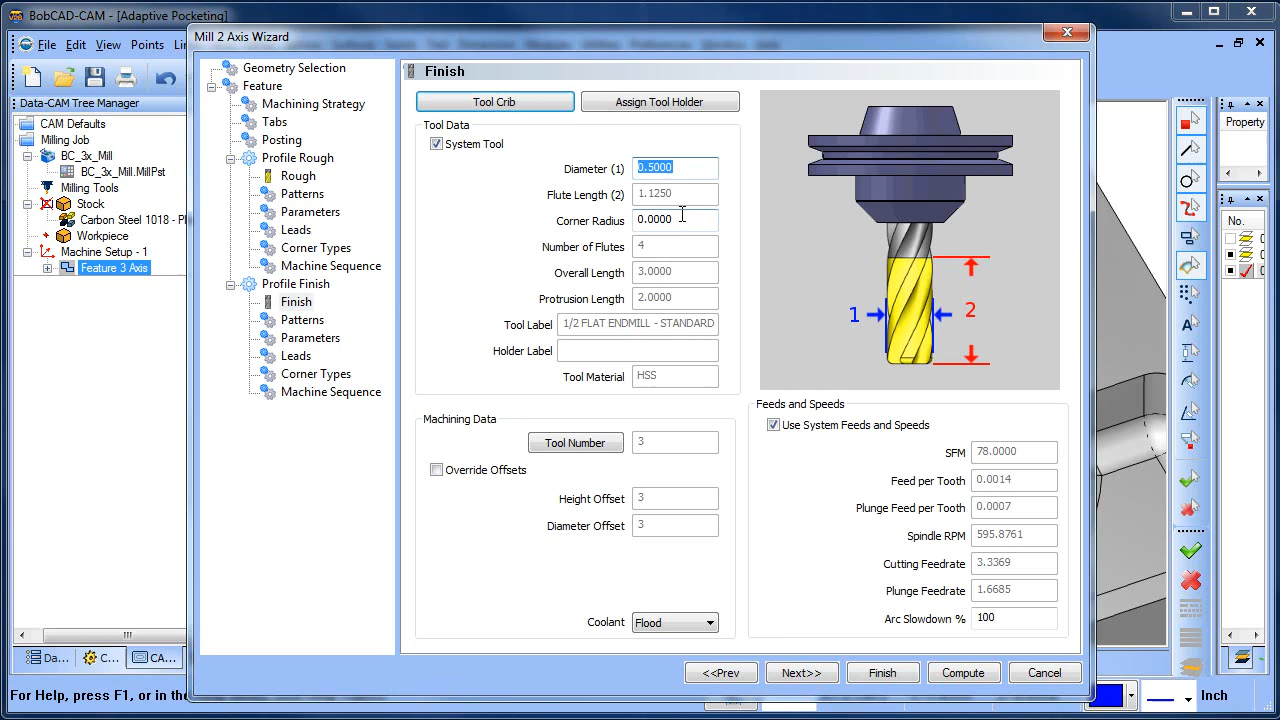 BobCAD-CAM - [Adaptive Pocketing]
File Edit View Points
Data-CAM Tree Manager
CAM Defaults
Milling Job
BC_3x_Mill
BC_3x_Mill.MillPst
Milling Tools
Stock
Carbon Steel 1018 - Pl
Workpiece
Machine Setup - 1
Feature 3 Axis
Da... C... CA...
For Help, press F1, or in the
Mill 2 Axis Wizard
Geometry Selection
Feature
Machining Strategy
Tabs
Posting
Profile Rough
Rough
Patterns
Parameters
Leads
Corner Types
Machine Sequence
Profile Finish
Finish
Patterns
Parameters
Leads
Corner Types
Machine Sequence
Finish
Tool Crib Assign Tool Holder
Tool Data
System Tool
Diameter (1) 0.5000
Flute Length (2) 1.1250
Corner Radius 0.0000
Number of Flutes 4
Overall Length 3.0000
Protrusion Length 2.0000
Tool Label 1/2 FLAT ENDMILL - STANDARD
Holder Label
Tool Material HSS
Machining Data
Tool Number 3
Override Offsets
Height Offset 3
Diameter Offset 3
Coolant Flood
1 2
Feeds and Speeds
Use System Feeds and Speeds
SFM 78.0000
Feed per Tooth 0.0014
Plunge Feed per Tooth 0.0007
Spindle RPM 595.8761
Cutting Feedrate 3.3369
Plunge Feedrate 1.6685
Arc Slowdown % 100
<<Prev Next>> Finish Compute Cancel
Property
No.
Inch